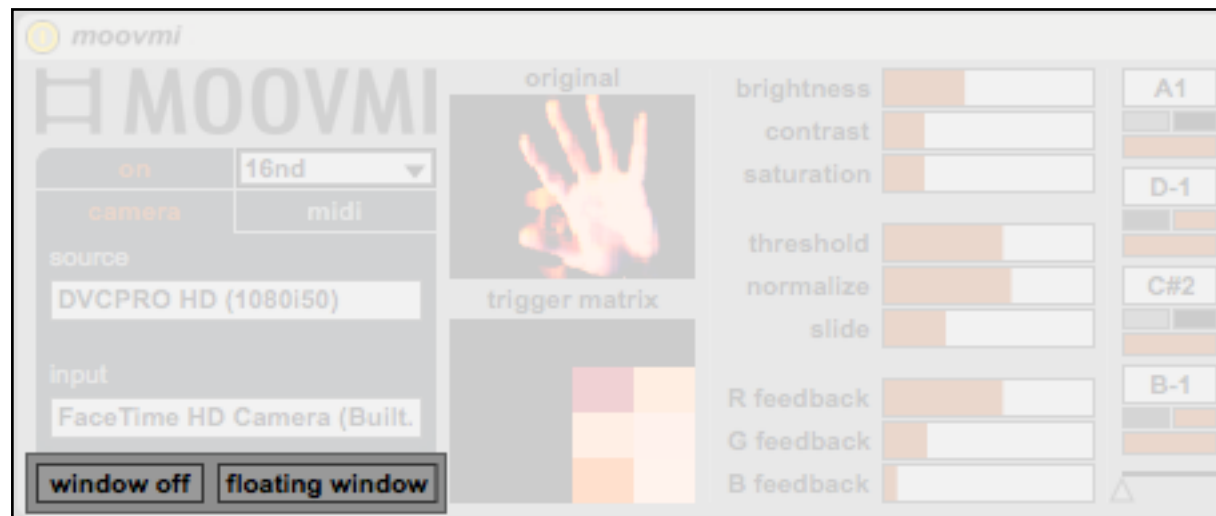 moovmi
MOOVMI
on
16nd
camera
midi
source
DVCPRO HD (1080i50)
input
FaceTime HD Camera (Built.
window off
floating window
original
trigger matrix
brightness
contrast
saturation
threshold
normalize
slide
R feedback
G feedback
B feedback
A1
D-1
C#2
B-1